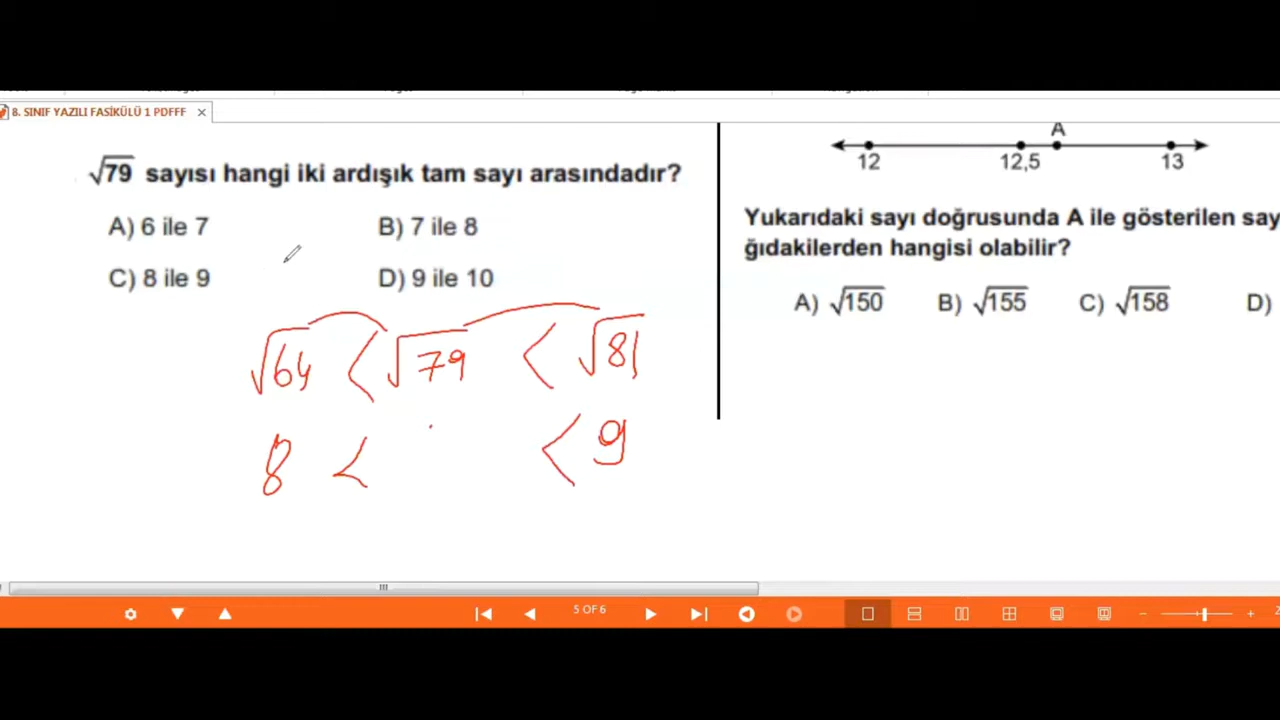 8. SINIF YAZILI FASİKÜLÜ 1 PDFFF
√79 sayısı hangi iki ardışık tam sayı arasındadır?
A) 6 ile 7
B) 7 ile 8
C) 8 ile 9
D) 9 ile 10
√64 < √79 < √81
8 < < 9
A
12 12,5 13
Yukarıdaki sayı doğrusunda A ile gösterilen say
ğıdakilerden hangisi olabilir?
A) √150 B) √155 C) √158 D)
5 OF 6